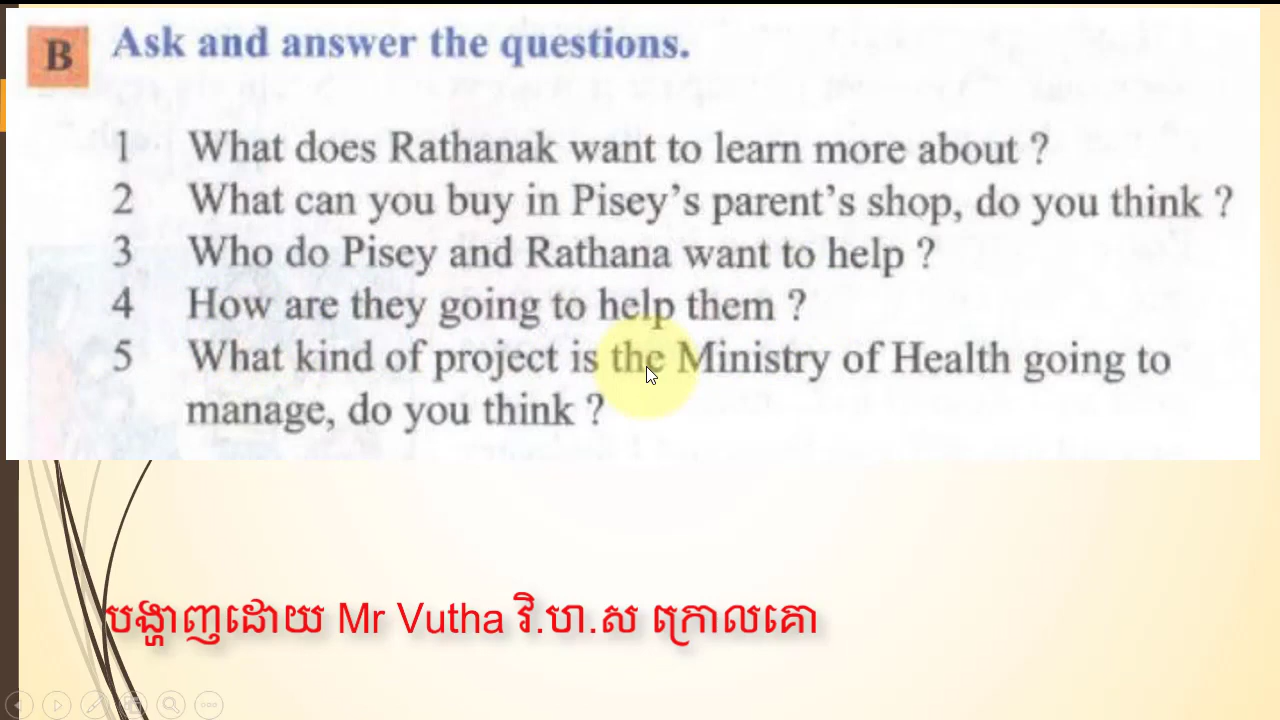 B Ask and answer the questions.
1 What does Rathanak want to learn more about ?
2 What can you buy in Pisey's parent's shop, do you think ?
3 Who do Pisey and Rathana want to help ?
4 How are they going to help them ?
5 What kind of project is the Ministry of Health going to
manage, do you think ?
បង្ហាញដោយ Mr Vutha វិ.ហ.ស ក្រោលគោ